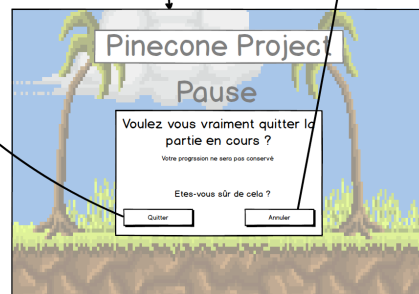 Pinecone Project
Pause
Voulez vous vraiment quitter la
partie en cours ?
Votre progrssion ne sera pas conservé
Etes-vous sûr de cela ?
Quitter
Annuler